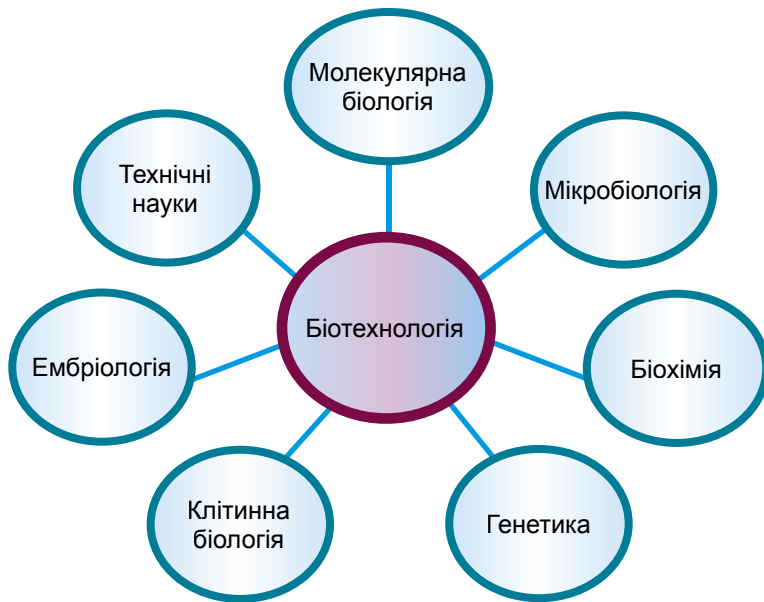 Молекулярна
біологія
Технічні
науки
Мікробіологія
Біотехнологія
Ембріологія
Біохімія
Клітинна
біологія
Генетика